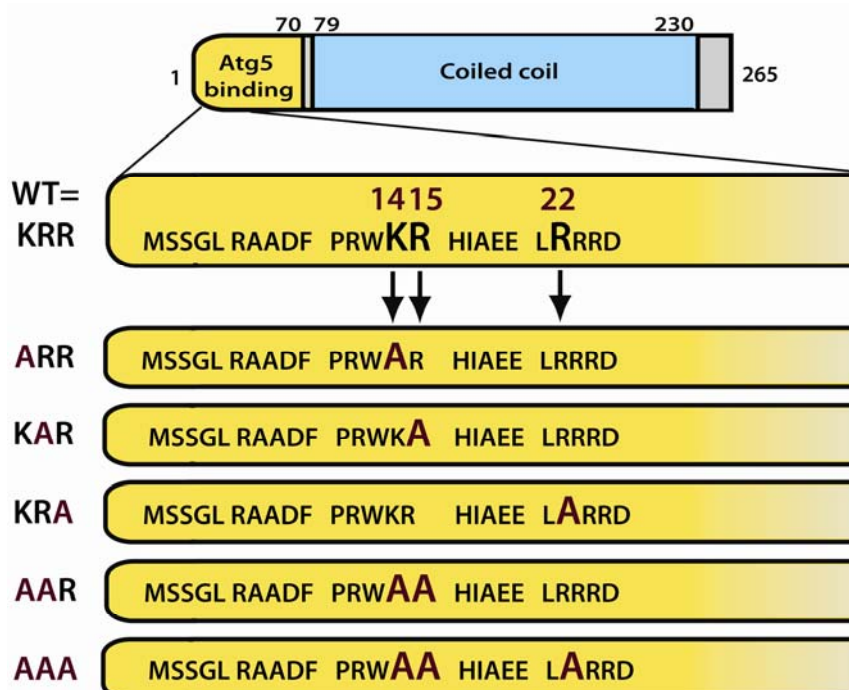 70 79 230
1 Atg5 binding Coiled coil 265
WT= 14 15 22
KRR MSSGL RAADF PRWKR HIAEE LRRRD
ARR MSSGL RAADF PRWAR HIAEE LRRRD
KAR MSSGL RAADF PRWKA HIAEE LRRRD
KRA MSSGL RAADF PRWKR HIAEE LARRD
AAR MSSGL RAADF PRWAA HIAEE LRRRD
AAA MSSGL RAADF PRWAA HIAEE LARRD